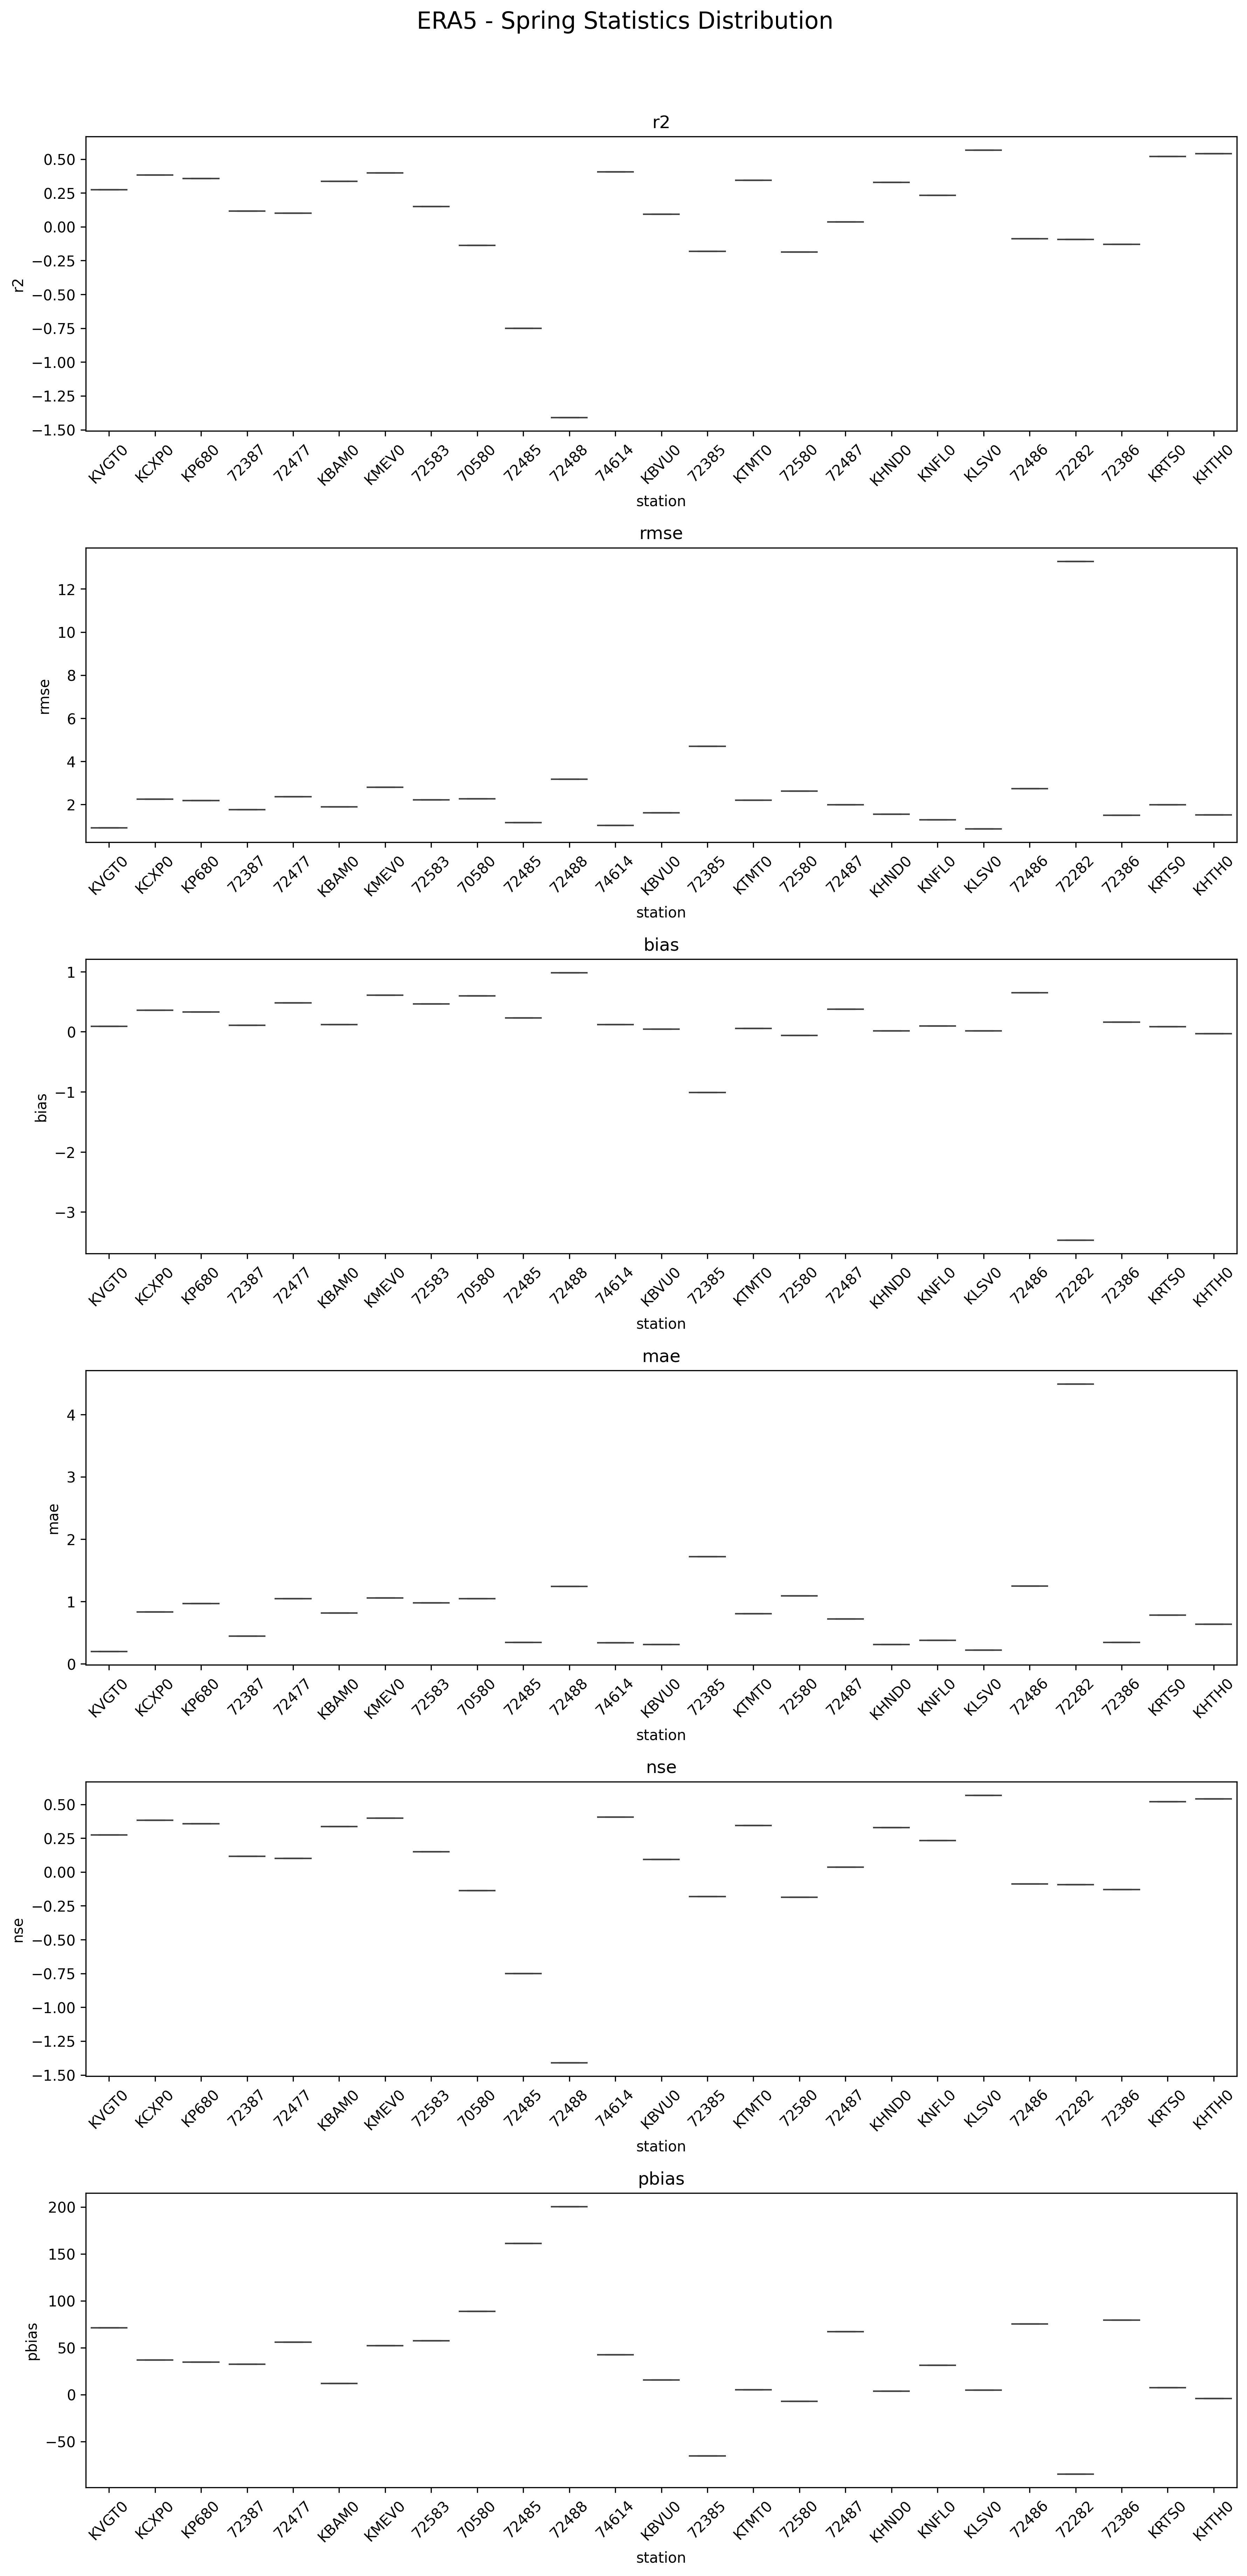 ERA5 - Spring Statistics Distribution
r2
r2
0.50
0.25
0.00
−0.25
−0.50
−0.75
−1.00
−1.25
−1.50
KVGT0 KCXP0 KP680 72387 72477 KBAM0 KMEV0 72583 70580 72485 72488 74614 KBVU0 72385 KTMT0 72580 72487 KHND0 KNFL0 KLSV0 72486 72282 72386 KRTS0 KHTH0
station
rmse
rmse
12
10
8
6
4
2
KVGT0 KCXP0 KP680 72387 72477 KBAM0 KMEV0 72583 70580 72485 72488 74614 KBVU0 72385 KTMT0 72580 72487 KHND0 KNFL0 KLSV0 72486 72282 72386 KRTS0 KHTH0
station
bias
bias
1
0
−1
−2
−3
KVGT0 KCXP0 KP680 72387 72477 KBAM0 KMEV0 72583 70580 72485 72488 74614 KBVU0 72385 KTMT0 72580 72487 KHND0 KNFL0 KLSV0 72486 72282 72386 KRTS0 KHTH0
station
mae
mae
4
3
2
1
0
KVGT0 KCXP0 KP680 72387 72477 KBAM0 KMEV0 72583 70580 72485 72488 74614 KBVU0 72385 KTMT0 72580 72487 KHND0 KNFL0 KLSV0 72486 72282 72386 KRTS0 KHTH0
station
nse
nse
0.50
0.25
0.00
−0.25
−0.50
−0.75
−1.00
−1.25
−1.50
KVGT0 KCXP0 KP680 72387 72477 KBAM0 KMEV0 72583 70580 72485 72488 74614 KBVU0 72385 KTMT0 72580 72487 KHND0 KNFL0 KLSV0 72486 72282 72386 KRTS0 KHTH0
station
pbias
pbias
200
150
100
50
0
−50
KVGT0 KCXP0 KP680 72387 72477 KBAM0 KMEV0 72583 70580 72485 72488 74614 KBVU0 72385 KTMT0 72580 72487 KHND0 KNFL0 KLSV0 72486 72282 72386 KRTS0 KHTH0
station